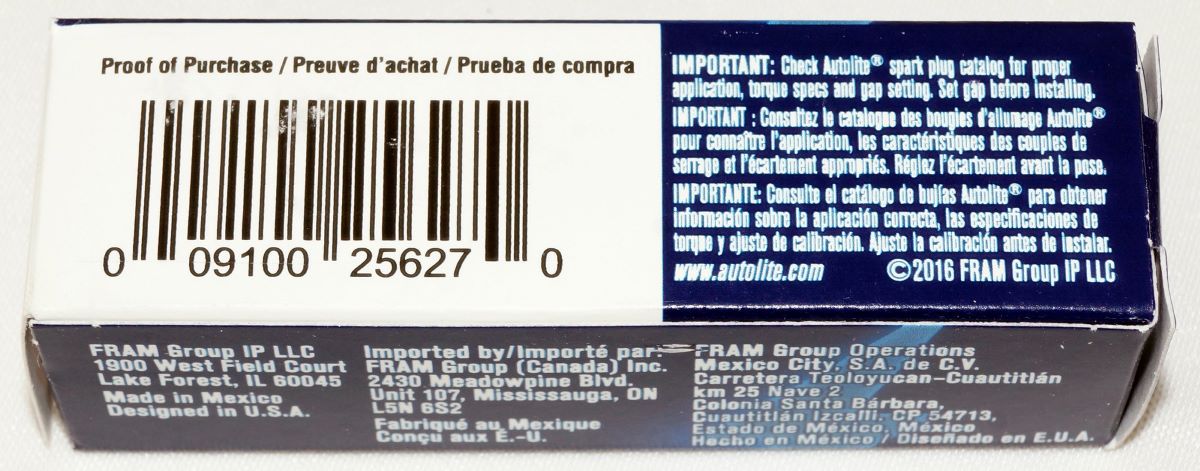 Proof of Purchase / Preuve d'achat / Prueba de compra
0 09100 25627 0
IMPORTANT: Check Autolite® spark plug catalog for proper
application, torque specs and gap setting. Set gap before installing.
IMPORTANT : Consultez le catalogue des bougies d'allumage Autolite®
pour connaître l'application, les caractéristiques des couples de
serrage et l'écartement appropriés. Réglez l'écartement avant la pose.
IMPORTANTE: Consulte el catálogo de bujías Autolite® para obtener
información sobre la aplicación correcta, las especificaciones de
torque y ajuste de calibración. Ajuste la calibración antes de instalar.
www.autolite.com ©2016 FRAM Group IP LLC
FRAM Group IP LLC
1900 West Field Court
Lake Forest, IL 60045
Made in Mexico
Designed in U.S.A.
Imported by/Importé par:
FRAM Group (Canada) Inc.
2430 Meadowpine Blvd.
Unit 107, Mississauga, ON
L5N 6S2
Fabriqué au Mexique
Conçu aux É.-U.
FRAM Group Operations
Mexico City, S.A. de C.V.
Carretera Teoloyucan-Cuautitlán
km 25 Nave 2
Colonia Santa Bárbara,
Cuautitlán Izcalli, CP 54713,
Estado de México, México
Hecho en México / Diseñado en E.U.A.